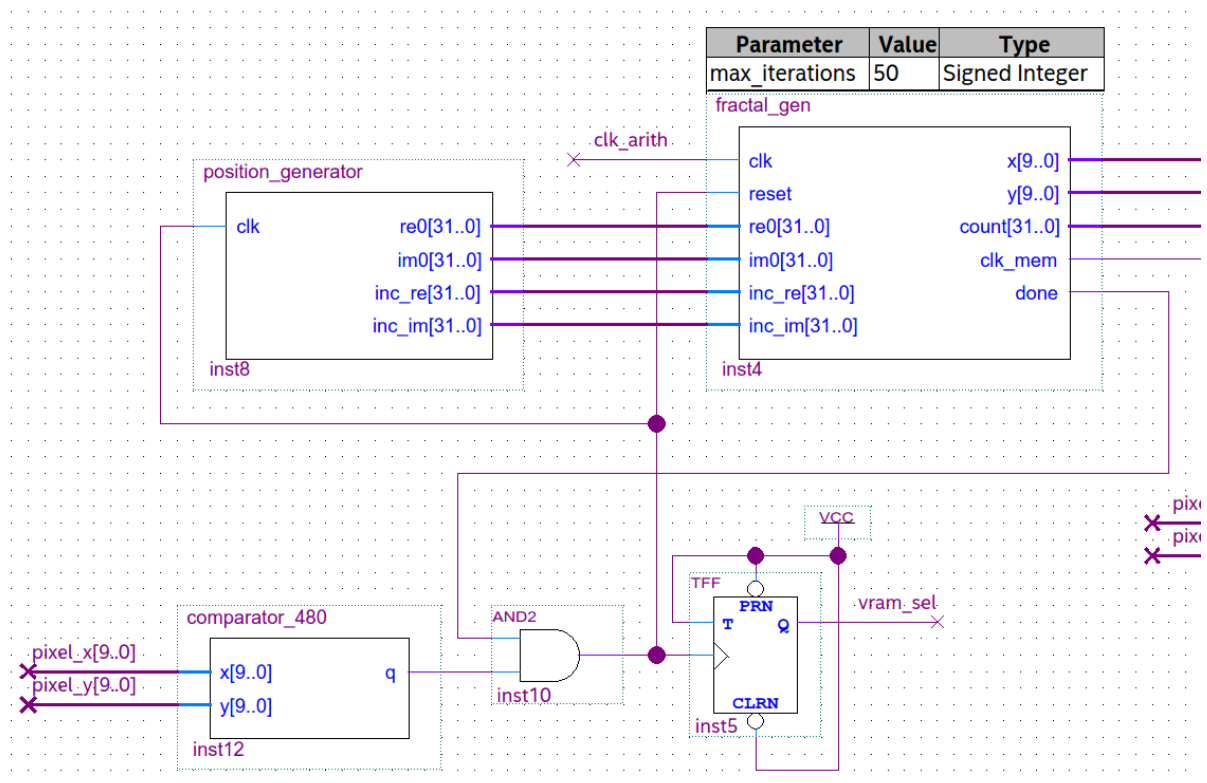 Parameter Value Type
max_iterations 50 Signed Integer
fractal_gen
clk_arith
clk x[9..0]
reset y[9..0]
re0[31..0] count[31..0]
im0[31..0] clk_mem
inc_re[31..0] done
inc_im[31..0]
inst4
position_generator
clk re0[31..0]
im0[31..0]
inc_re[31..0]
inc_im[31..0]
inst8
VCC
pix
pix
TFF
PRN
T Q
CLRN
inst5
vram_sel
AND2
inst10
comparator_480
pixel_x[9..0]
pixel_y[9..0]
x[9..0] q
y[9..0]
inst12